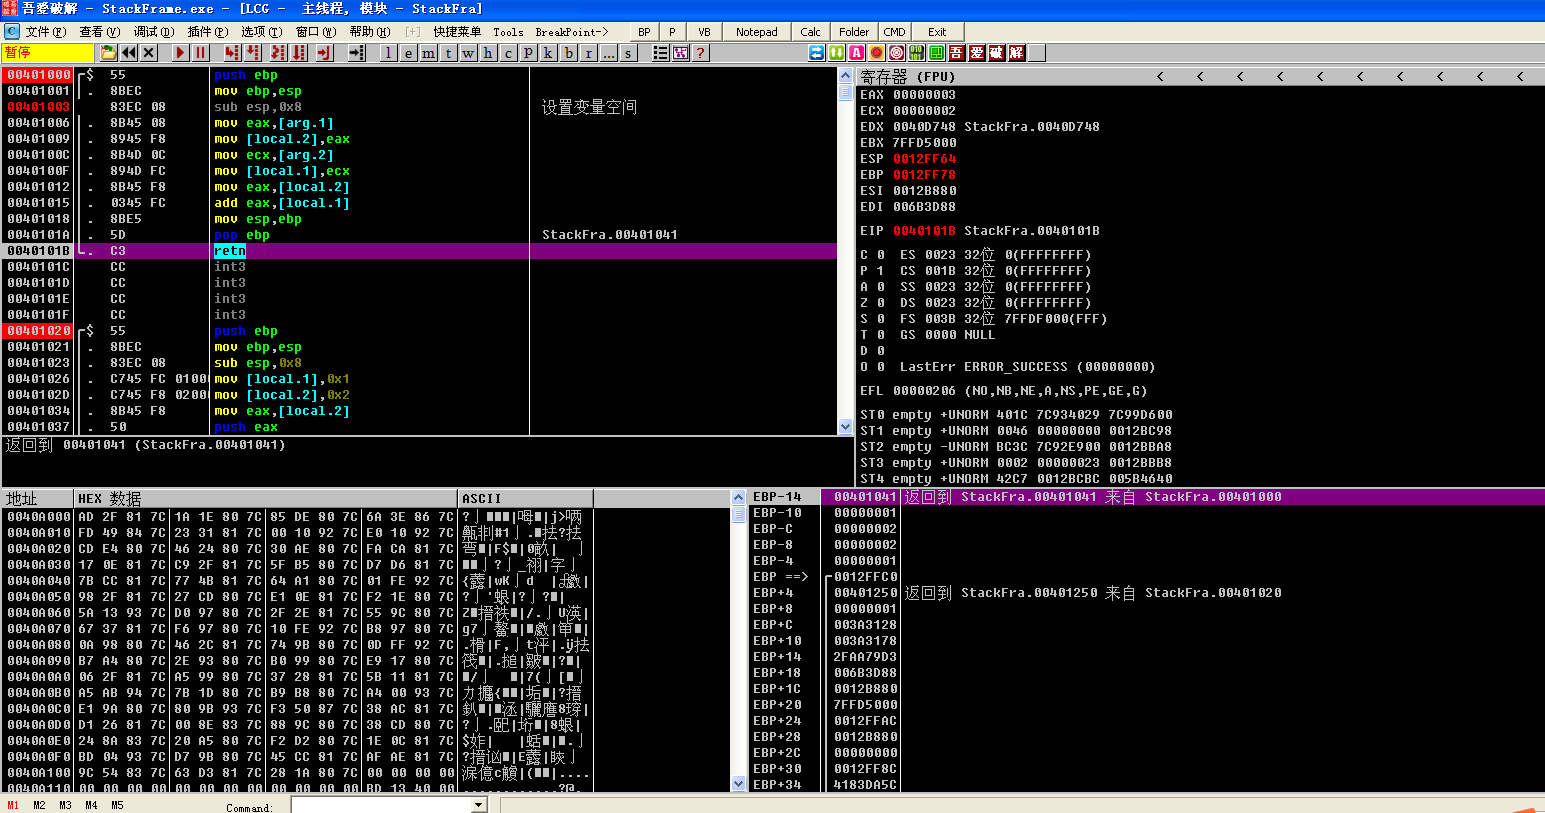 吾爱破解 - StackFrame.exe - [LCG - 主线程, 模块 - StackFra]
文件(F) 查看(V) 调试(D) 插件(P) 选项(T) 窗口(W) 帮助(H) [+] 快捷菜单 Tools BreakPoint-> BP P VB Notepad Calc Folder CMD Exit
暂停 l e m t w h c p k b r ... s ? 吾 爱 破 解
00401000 $ 55 push ebp
00401001 . 8BEC mov ebp,esp
00401003 83EC 08 sub esp,0x8 设置变量空间
00401006 . 8B45 08 mov eax,[arg.1]
00401009 . 8945 F8 mov [local.2],eax
0040100C . 8B4D 0C mov ecx,[arg.2]
0040100F . 894D FC mov [local.1],ecx
00401012 . 8B45 F8 mov eax,[local.2]
00401015 . 0345 FC add eax,[local.1]
00401018 . 8BE5 mov esp,ebp
0040101A . 5D pop ebp StackFra.00401041
0040101B . C3 retn
0040101C CC int3
0040101D CC int3
0040101E CC int3
0040101F CC int3
00401020 $ 55 push ebp
00401021 . 8BEC mov ebp,esp
00401023 . 83EC 08 sub esp,0x8
00401026 . C745 FC 0100 mov [local.1],0x1
0040102D . C745 F8 0200 mov [local.2],0x2
00401034 . 8B45 F8 mov eax,[local.2]
00401037 . 50 push eax
返回到 00401041 (StackFra.00401041)
寄存器 (FPU) < < < < < < < < < <
EAX 00000003
ECX 00000002
EDX 0040D748 StackFra.0040D748
EBX 7FFD5000
ESP 0012FF64
EBP 0012FF78
ESI 0012B880
EDI 006B3D88
EIP 0040101B StackFra.0040101B
C 0 ES 0023 32位 0(FFFFFFFF)
P 1 CS 001B 32位 0(FFFFFFFF)
A 0 SS 0023 32位 0(FFFFFFFF)
Z 0 DS 0023 32位 0(FFFFFFFF)
S 0 FS 003B 32位 7FFDF000(FFF)
T 0 GS 0000 NULL
D 0
O 0 LastErr ERROR_SUCCESS (00000000)
EFL 00000206 (NO,NB,NE,A,NS,PE,GE,G)
ST0 empty +UNORM 401C 7C934029 7C99D600
ST1 empty +UNORM 0046 00000000 0012BC98
ST2 empty -UNORM BC3C 7C92E900 0012BBA8
ST3 empty +UNORM 0002 00000023 0012BBB8
ST4 empty +UNORM 42C7 0012BCBC 005B4640
地址 HEX 数据 ASCII
0040A000 AD 2F 81 7C 1A 1E 80 7C 85 DE 80 7C 6A 3E 86 7C
0040A010 FD 49 84 7C 23 31 81 7C 00 10 92 7C E0 10 92 7C
0040A020 CD E4 80 7C 46 24 80 7C 30 AE 80 7C FA CA 81 7C
0040A030 17 0E 81 7C C9 2F 81 7C 5F B5 80 7C D7 D6 81 7C
0040A040 7B CC 81 7C 77 4B 81 7C 64 A1 80 7C 01 FE 92 7C
0040A050 98 2F 81 7C 27 CD 80 7C E1 0E 81 7C F2 1E 80 7C
0040A060 5A 13 93 7C D0 97 80 7C 2F 2E 81 7C 55 9C 80 7C
0040A070 67 37 81 7C F6 97 80 7C 10 FE 92 7C B8 97 80 7C
0040A080 0A 98 80 7C 46 2C 81 7C 74 9B 80 7C 0D FF 92 7C
0040A090 B7 A4 80 7C 2E 93 80 7C B0 99 80 7C E9 17 80 7C
0040A0A0 06 2F 81 7C A5 99 80 7C 37 28 81 7C 5B 11 81 7C
0040A0B0 A5 AB 94 7C 7B 1D 80 7C B9 B8 80 7C A4 00 93 7C
0040A0C0 E1 9A 80 7C 80 9B 93 7C F3 50 87 7C 38 AC 81 7C
0040A0D0 D1 26 81 7C 00 8E 83 7C 88 9C 80 7C 38 CD 80 7C
0040A0E0 24 8A 83 7C 20 A5 80 7C F2 D2 80 7C 1E 0C 81 7C
0040A0F0 BD 04 93 7C D7 9B 80 7C 45 CC 81 7C AF AE 81 7C
0040A100 9C 54 83 7C 63 D3 81 7C 28 1A 80 7C 00 00 00 00
0040A110 00 00 00 00 00 00 00 00 00 00 00 00 BD 13 40 00
EBP-14 00401041 返回到 StackFra.00401041 来自 StackFra.00401000
EBP-10 00000001
EBP-C 00000002
EBP-8 00000002
EBP-4 00000001
EBP ==> 0012FFC0
EBP+4 00401250 返回到 StackFra.00401250 来自 StackFra.00401020
EBP+8 00000001
EBP+C 003A3128
EBP+10 003A3178
EBP+14 2FAA79D3
EBP+18 006B3D88
EBP+1C 0012B880
EBP+20 7FFD5000
EBP+24 0012FFAC
EBP+28 0012B880
EBP+2C 00000000
EBP+30 0012FF8C
EBP+34 4183DA5C
M1 M2 M3 M4 M5 Command: